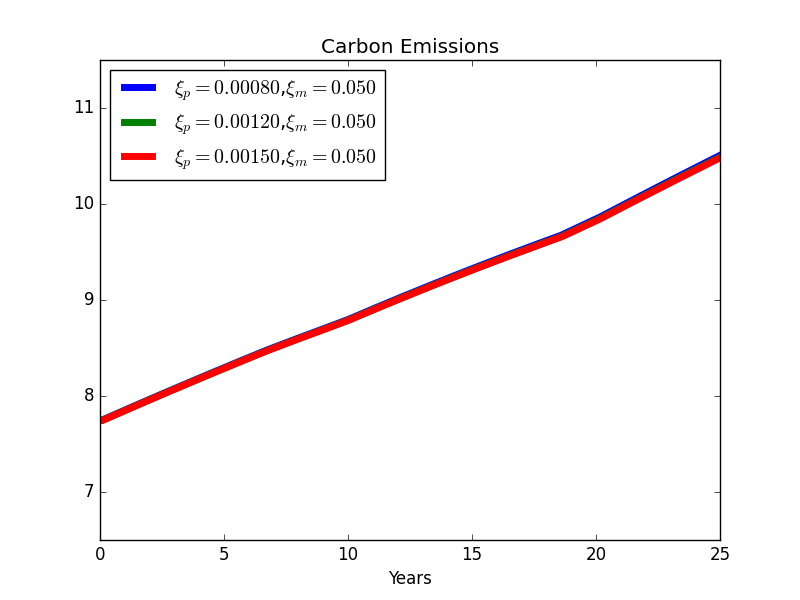 Carbon Emissions
ξₚ = 0.00080,ξₘ = 0.050
ξₚ = 0.00120,ξₘ = 0.050
ξₚ = 0.00150,ξₘ = 0.050
11
10
9
8
7
0 5 10 15 20 25
Years